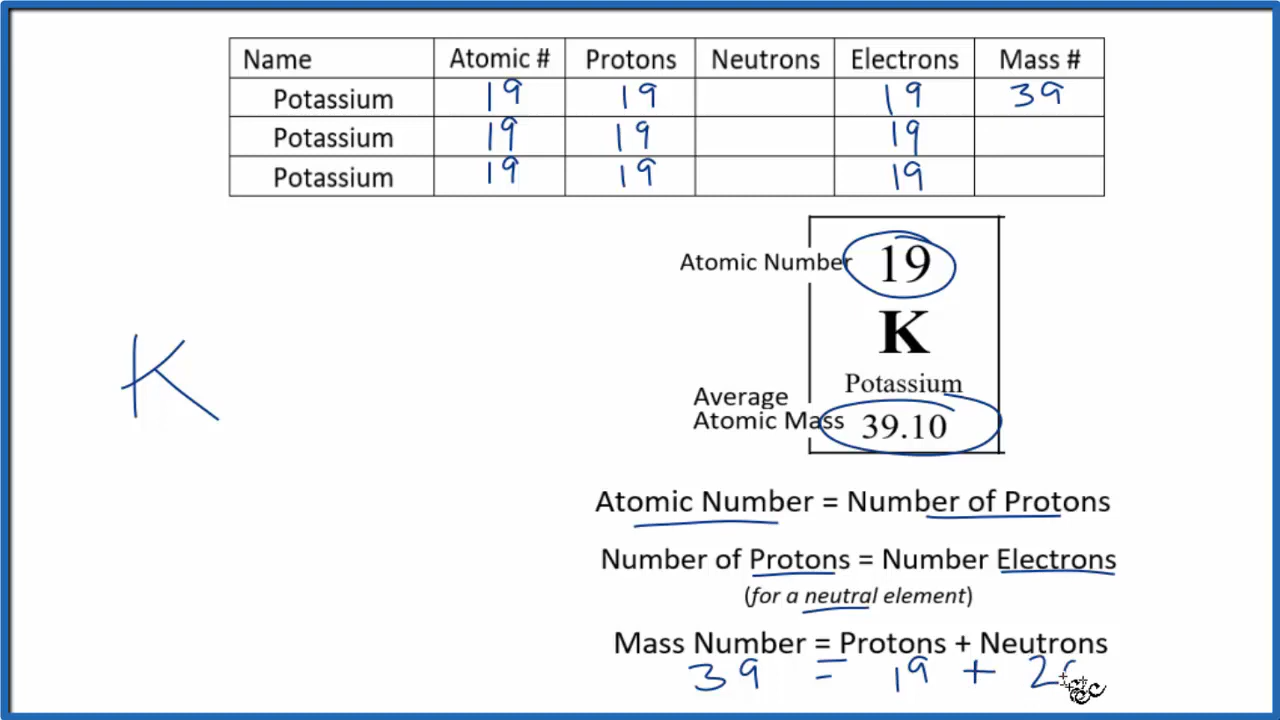 Name Atomic # Protons Neutrons Electrons Mass #
Potassium 19 19 19 39
Potassium 19 19 19
Potassium 19 19 19
Atomic Number 19
K
K
Potassium
Average
Atomic Mass 39.10
Atomic Number = Number of Protons
Number of Protons = Number Electrons
(for a neutral element)
Mass Number = Protons + Neutrons
39 = 19 +